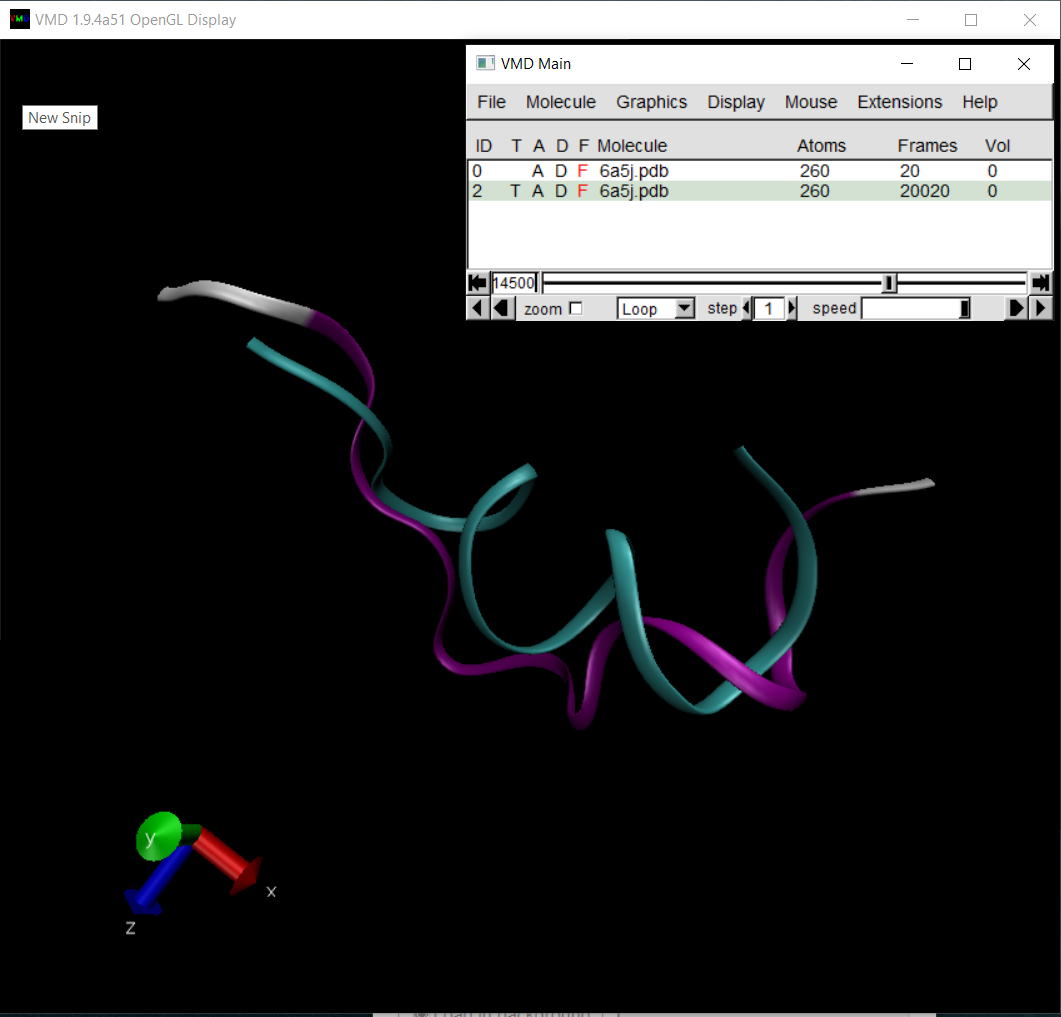 VMD VMD 1.9.4a51 OpenGL Display
VMD Main
File Molecule Graphics Display Mouse Extensions Help
New Snip
ID T A D F Molecule Atoms Frames Vol
0 A D F 6a5j.pdb 260 20 0
2 T A D F 6a5j.pdb 260 20020 0
14500
zoom Loop step 1 speed
y
x
z